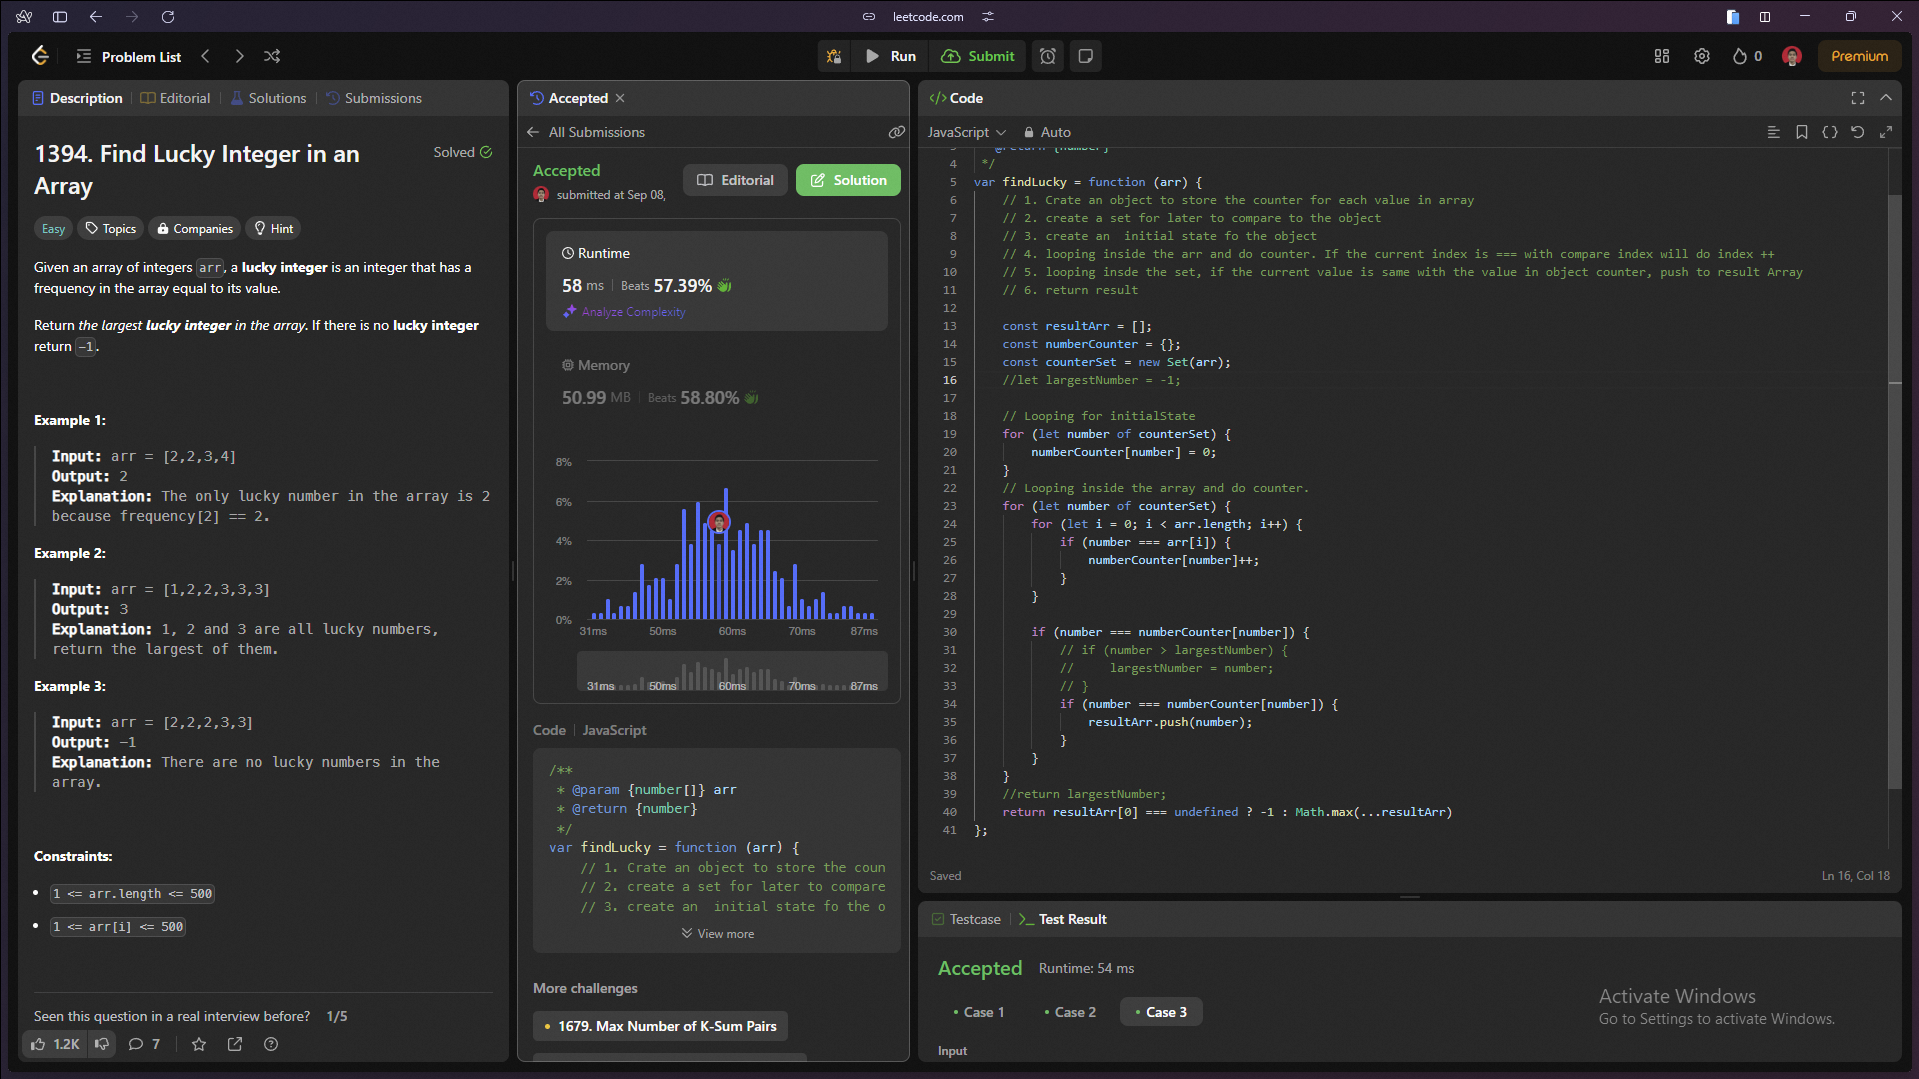 leetcode.com
Problem List
Run
Submit
0
Premium
Description
Editorial
Solutions
Submissions
1394. Find Lucky Integer in an
Array
Solved
Easy
Topics
Companies
Hint
Given an array of integers arr, a lucky integer is an integer that has a
frequency in the array equal to its value.
Return the largest lucky integer in the array. If there is no lucky integer
return -1.
Example 1:
Input: arr = [2,2,3,4]
Output: 2
Explanation: The only lucky number in the array is 2
because frequency[2] == 2.
Example 2:
Input: arr = [1,2,2,3,3,3]
Output: 3
Explanation: 1, 2 and 3 are all lucky numbers,
return the largest of them.
Example 3:
Input: arr = [2,2,2,3,3]
Output: -1
Explanation: There are no lucky numbers in the
array.
Constraints:
1 <= arr.length <= 500
1 <= arr[i] <= 500
Seen this question in a real interview before? 1/5
1.2K
7
Accepted
All Submissions
Accepted
submitted at Sep 08,
Editorial
Solution
Runtime
58 ms Beats 57.39%
Analyze Complexity
Memory
50.99 MB Beats 58.80%
8%
6%
4%
2%
0%
31ms 50ms 60ms 70ms 87ms
31ms 50ms 60ms 70ms 87ms
Code JavaScript
/**
* @param {number[]} arr
* @return {number}
*/
var findLucky = function (arr) {
// 1. Crate an object to store the coun
// 2. create a set for later to compare
// 3. create an  initial state fo the o
View more
More challenges
1679. Max Number of K-Sum Pairs
</> Code
JavaScript
Auto
3 * @return {number}
4 */
5 var findLucky = function (arr) {
6 // 1. Crate an object to store the counter for each value in array
7 // 2. create a set for later to compare to the object
8 // 3. create an  initial state fo the object
9 // 4. looping inside the arr and do counter. If the current index is === with compare index will do index ++
10 // 5. looping insde the set, if the current value is same with the value in object counter, push to result Array
11 // 6. return result
12
13 const resultArr = [];
14 const numberCounter = {};
15 const counterSet = new Set(arr);
16 //let largestNumber = -1;
17
18 // Looping for initialState
19 for (let number of counterSet) {
20 numberCounter[number] = 0;
21 }
22 // Looping inside the array and do counter.
23 for (let number of counterSet) {
24 for (let i = 0; i < arr.length; i++) {
25 if (number === arr[i]) {
26 numberCounter[number]++;
27 }
28 }
29
30 if (number === numberCounter[number]) {
31 // if (number > largestNumber) {
32 //     largestNumber = number;
33 // }
34 if (number === numberCounter[number]) {
35 resultArr.push(number);
36 }
37 }
38 }
39 //return largestNumber;
40 return resultArr[0] === undefined ? -1 : Math.max(...resultArr)
41 };
Saved
Ln 16, Col 18
Testcase
Test Result
Accepted Runtime: 54 ms
Case 1
Case 2
Case 3
Input
Activate Windows
Go to Settings to activate Windows.